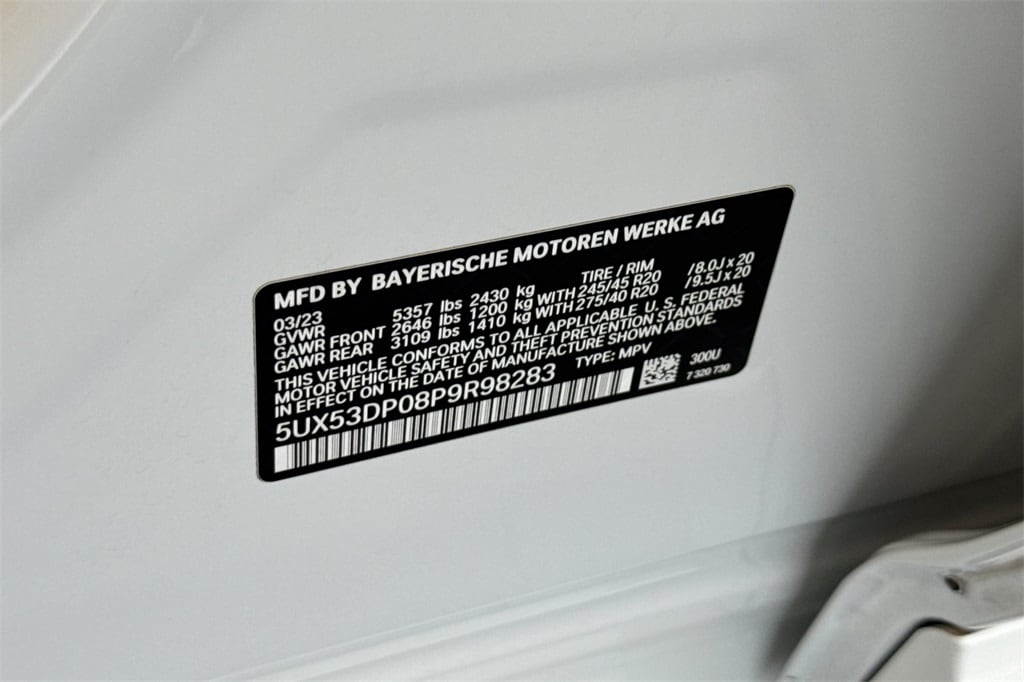 MFD BY BAYERISCHE MOTOREN WERKE AG
03/23 TIRE / RIM
GVWR 5357 lbs 2430 kg
GAWR FRONT 2646 lbs 1200 kg WITH 245/45 R20 /8.0J x 20
GAWR REAR 3109 lbs 1410 kg WITH 275/40 R20 /9.5J x 20
THIS VEHICLE CONFORMS TO ALL APPLICABLE U. S. FEDERAL
MOTOR VEHICLE SAFETY AND THEFT PREVENTION STANDARDS
IN EFFECT ON THE DATE OF MANUFACTURE SHOWN ABOVE.
5UX53DP08P9R98283 TYPE: MPV
300U
7 320 730